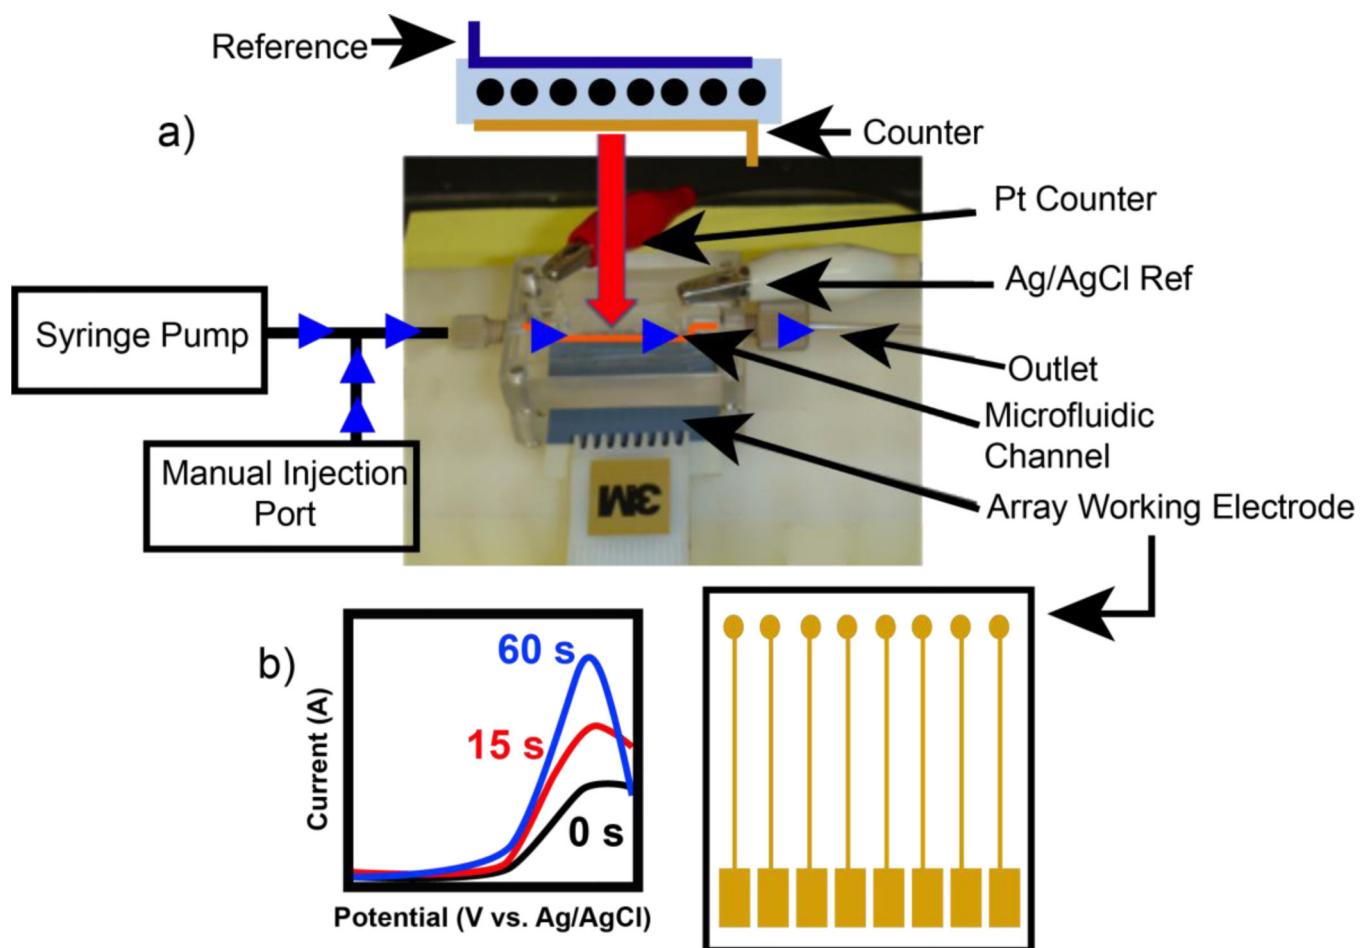 Reference
a)
Counter
Pt Counter
Ag/AgCl Ref
Syringe Pump
Outlet
Microfluidic
Channel
Manual Injection
Port
3M
Array Working Electrode
b)
60 s
15 s
0 s
Current (A)
Potential (V vs. Ag/AgCl)